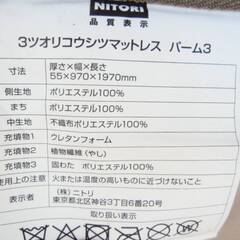 NITORI
品質表示
3ツオリコウシツマットレス パーム3
寸法 厚さ×幅×長さ
55×970×1970mm
側生地 ポリエステル100%
まち ポリエステル100%
中生地 不織布ポリエステル100%
充填物1 ウレタンフォーム
充填物2 植物繊維(やし)
充填物3 固わた ポリエステル100%
使用上の注意 火または温度の高いものに近づけないこと
表示者 (株)ニトリ
東京都北区神谷3丁目6番20号
取り扱い表示